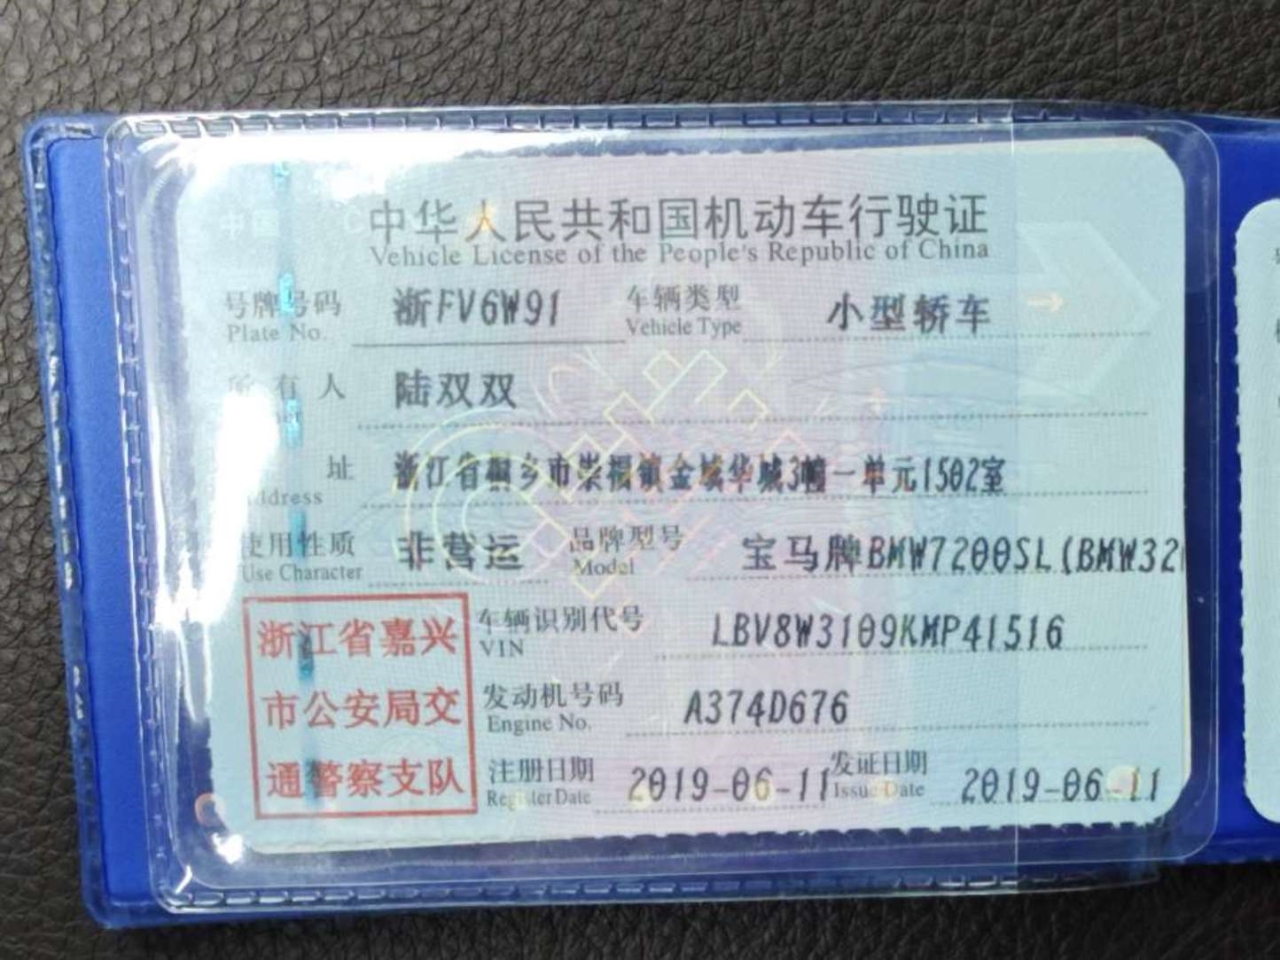 中华人民共和国机动车行驶证
Vehicle License of the People's Republic of China
号牌号码 浙FV6W91 车辆类型 小型轿车
Plate No. Vehicle Type
所有人 陆双双
址 浙江省桐乡市崇福镇金城华城3幢一单元1502室
ddress
使用性质 非营运 品牌型号 宝马牌BMW7200SL(BMW32
Use Character Model
浙江省嘉兴
市公安局交
通警察支队
车辆识别代号 LBV8W3109KMP41516
VIN
发动机号码 A374D676
Engine No.
注册日期 2019-06-11 发证日期 2019-06-11
Register Date Issue Date